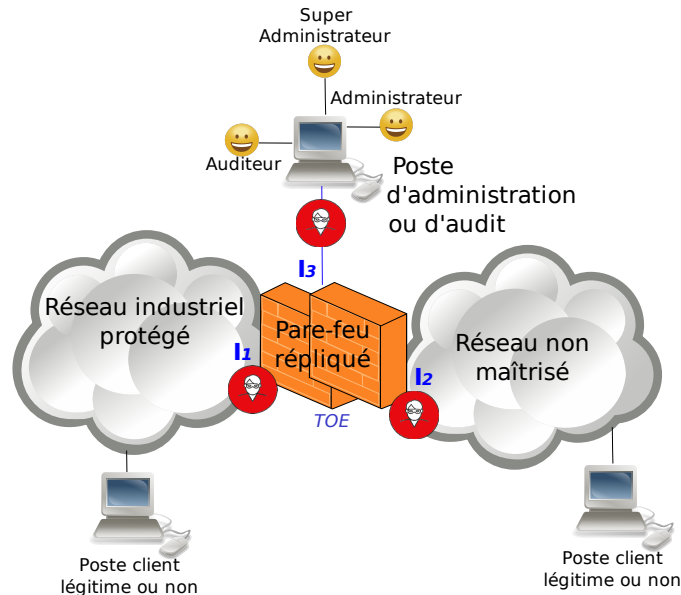 Super
Administrateur
Administrateur
Auditeur
Poste
d'administration
ou d'audit
I3
Réseau industriel
protégé
Pare-feu
répliqué
Réseau non
maîtrisé
I1
I2
TOE
Poste client
légitime ou non
Poste client
légitime ou non